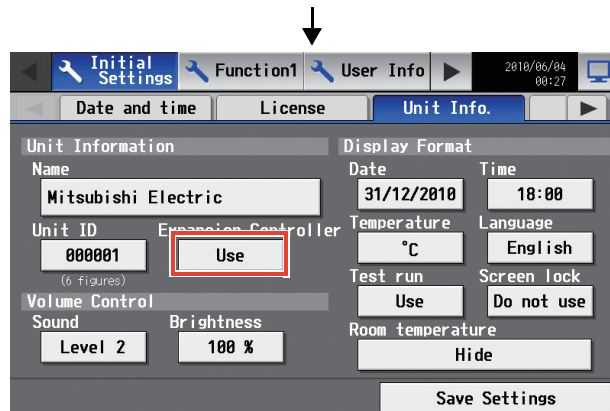 Initial Settings
Function1
User Info
2010/06/04
00:27
Date and time
License
Unit Info.
Unit Information
Name
Mitsubishi Electric
Unit ID
Expansion Controller
000001
Use
(6 figures)
Volume Control
Sound
Brightness
Level 2
100 %
Display Format
Date
Time
31/12/2010
18:00
Temperature
Language
°C
English
Test run
Screen lock
Use
Do not use
Room temperature
Hide
Save Settings